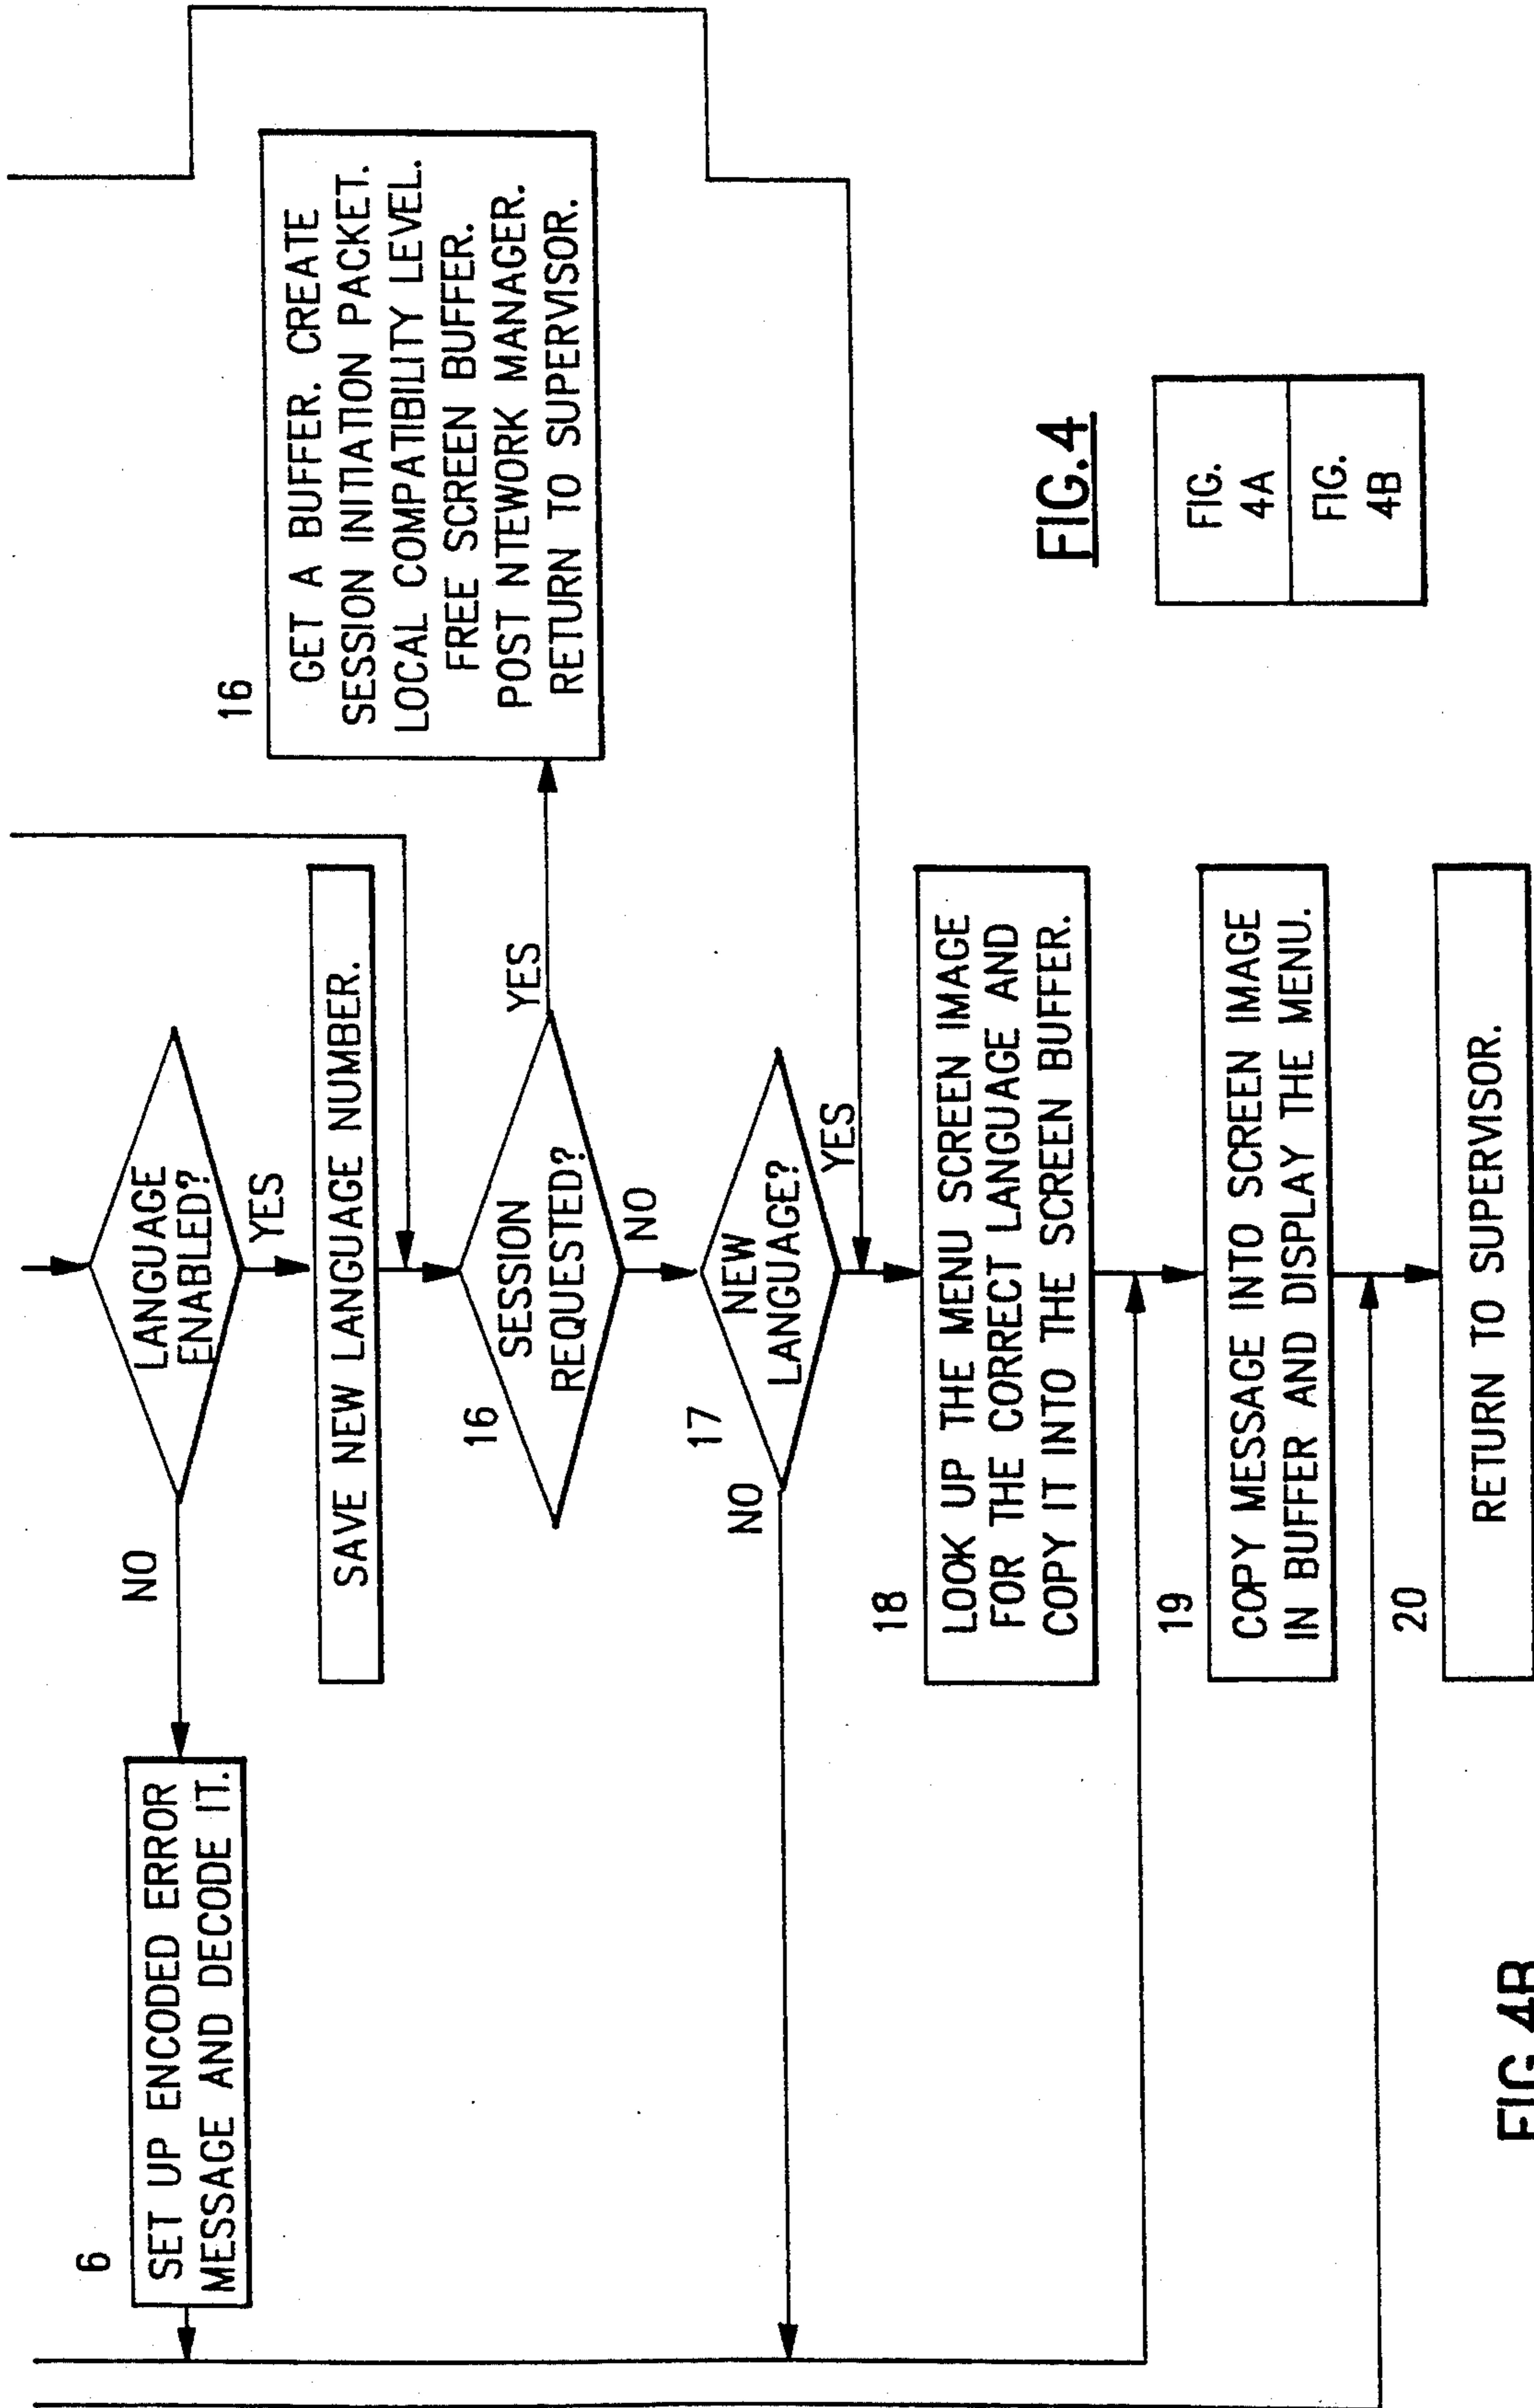 6
SET UP ENCODED ERROR
MESSAGE AND DECODE IT.
NO
LANGUAGE
ENABLED?
YES
SAVE NEW LANGUAGE NUMBER.
16
SESSION
REQUESTED?
YES
NO
16
GET A BUFFER. CREATE
SESSION INITIATION PACKET.
LOCAL COMPATIBILITY LEVEL.
FREE SCREEN BUFFER.
POST NTEWORK MANAGER.
RETURN TO SUPERVISOR.
17
NEW
LANGUAGE?
NO
YES
18
LOOK UP THE MENU SCREEN IMAGE
FOR THE CORRECT LANGUAGE AND
COPY IT INTO THE SCREEN BUFFER.
19
COPY MESSAGE INTO SCREEN IMAGE
IN BUFFER AND DISPLAY THE MENU.
20
RETURN TO SUPERVISOR.
FIG.4
FIG.
4A
FIG.
4B
FIG.4B